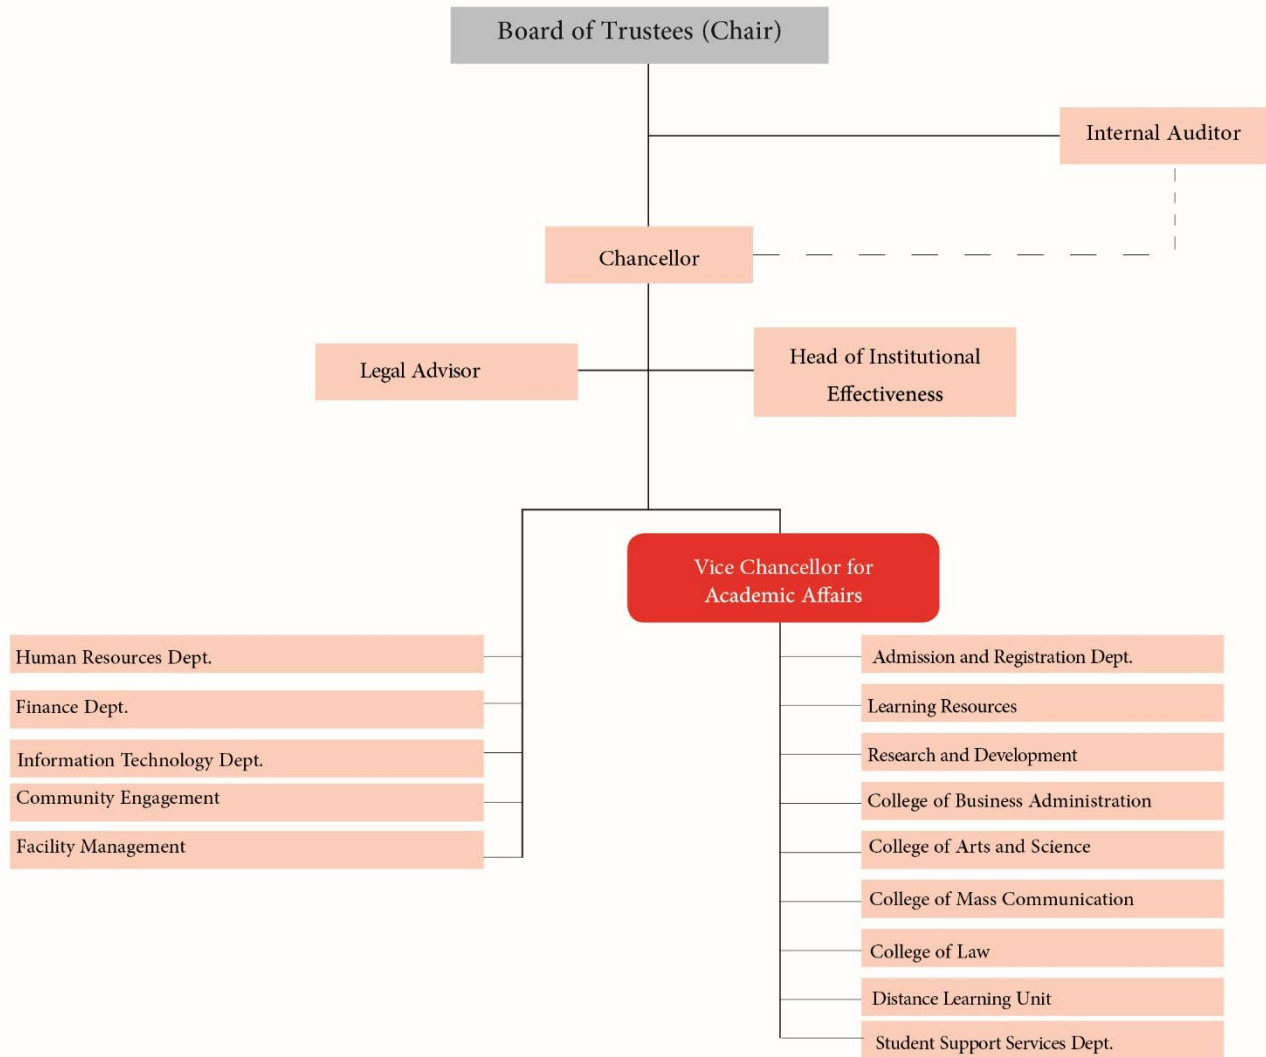 Board of Trustees (Chair)
Internal Auditor
Chancellor
Legal Advisor
Head of Institutional
Effectiveness
Vice Chancellor for
Academic Affairs
Human Resources Dept.
Finance Dept.
Information Technology Dept.
Community Engagement
Facility Management
Admission and Registration Dept.
Learning Resources
Research and Development
College of Business Administration
College of Arts and Science
College of Mass Communication
College of Law
Distance Learning Unit
Student Support Services Dept.